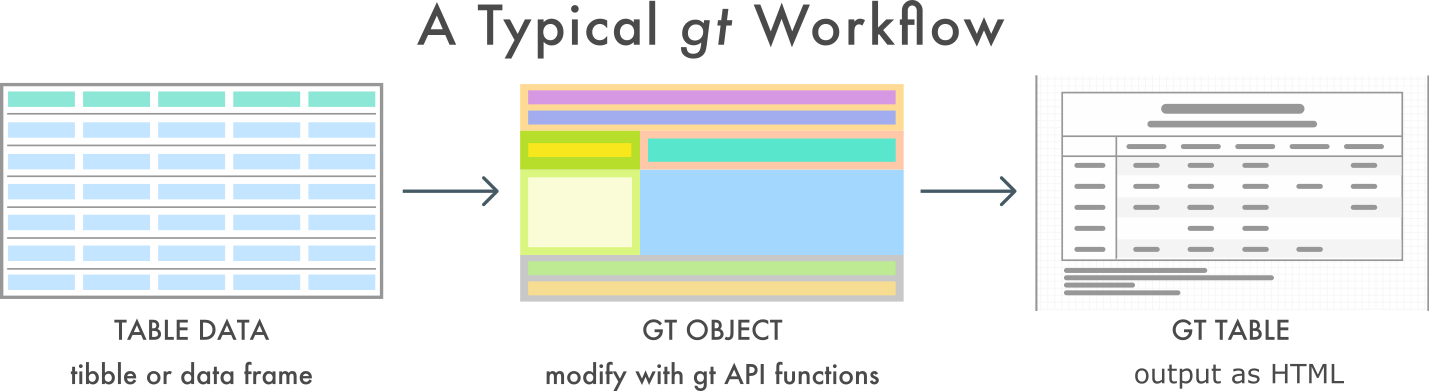 A Typical gt Workflow
TABLE DATA
tibble or data frame
GT OBJECT
modify with gt API functions
GT TABLE
output as HTML